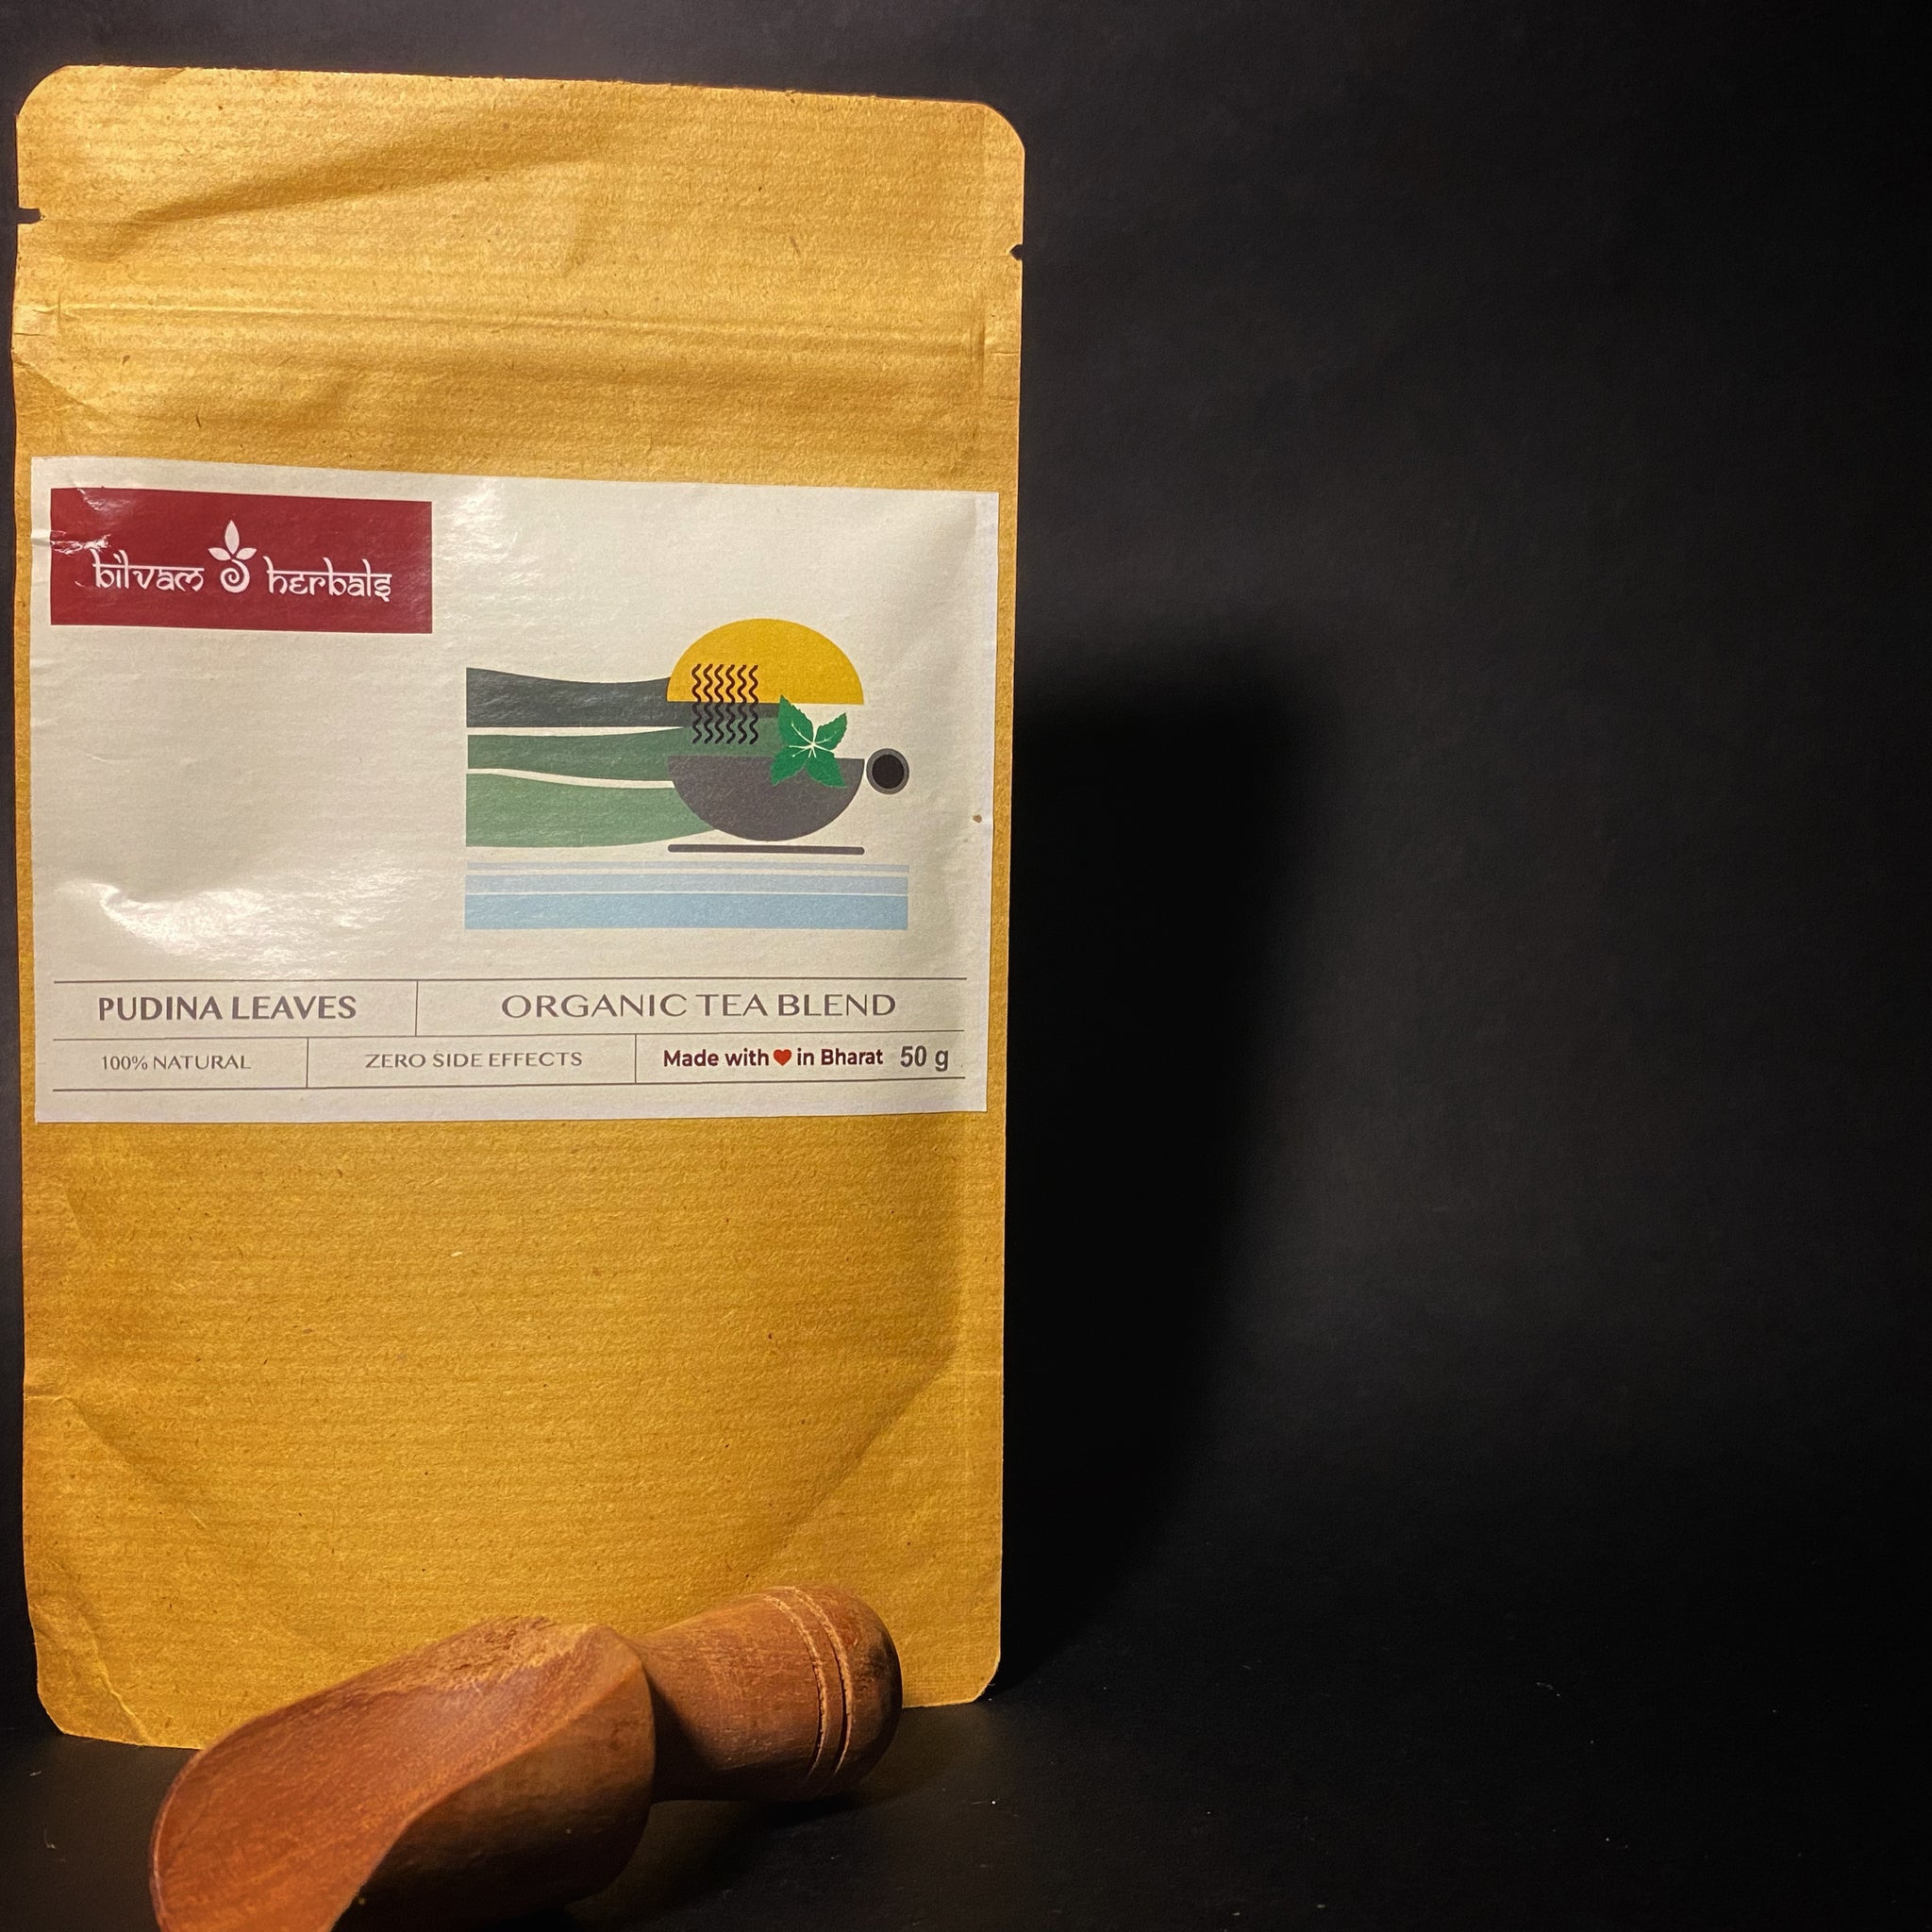 bilvam herbals
PUDINA LEAVES ORGANIC TEA BLEND
100% NATURAL ZERO SIDE EFFECTS Made with ❤ in Bharat 50 g